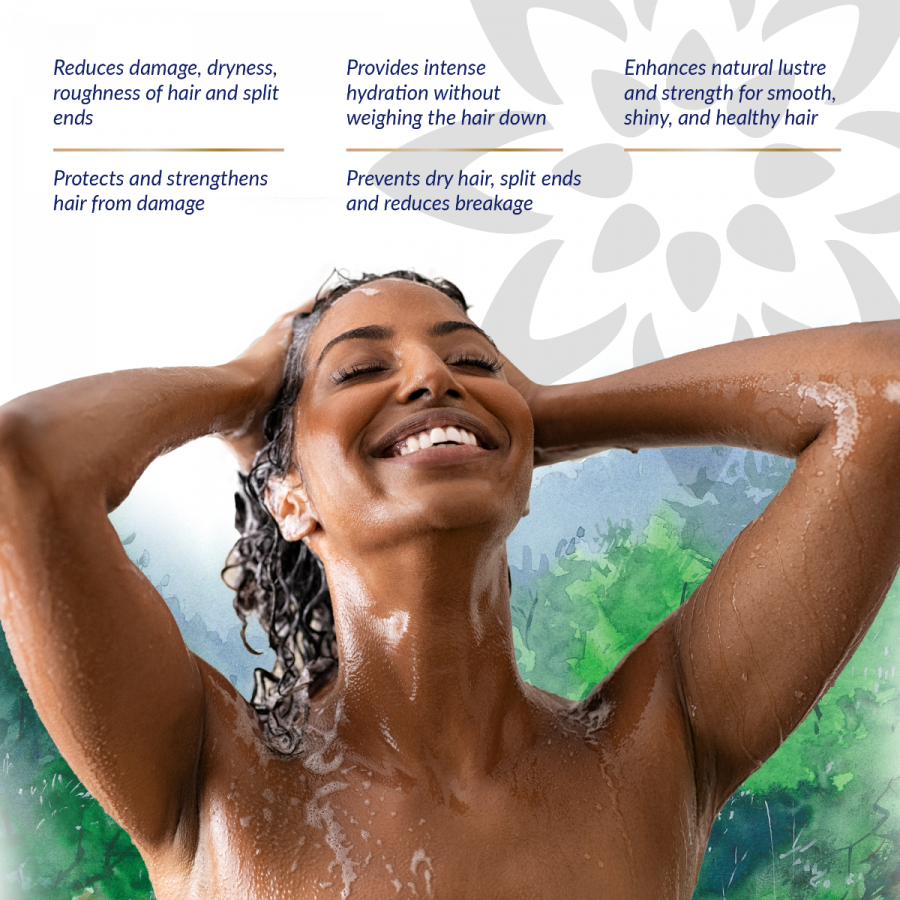 Reduces damage, dryness,
roughness of hair and split
ends
Provides intense
hydration without
weighing the hair down
Enhances natural lustre
and strength for smooth,
shiny, and healthy hair
Protects and strengthens
hair from damage
Prevents dry hair, split ends
and reduces breakage